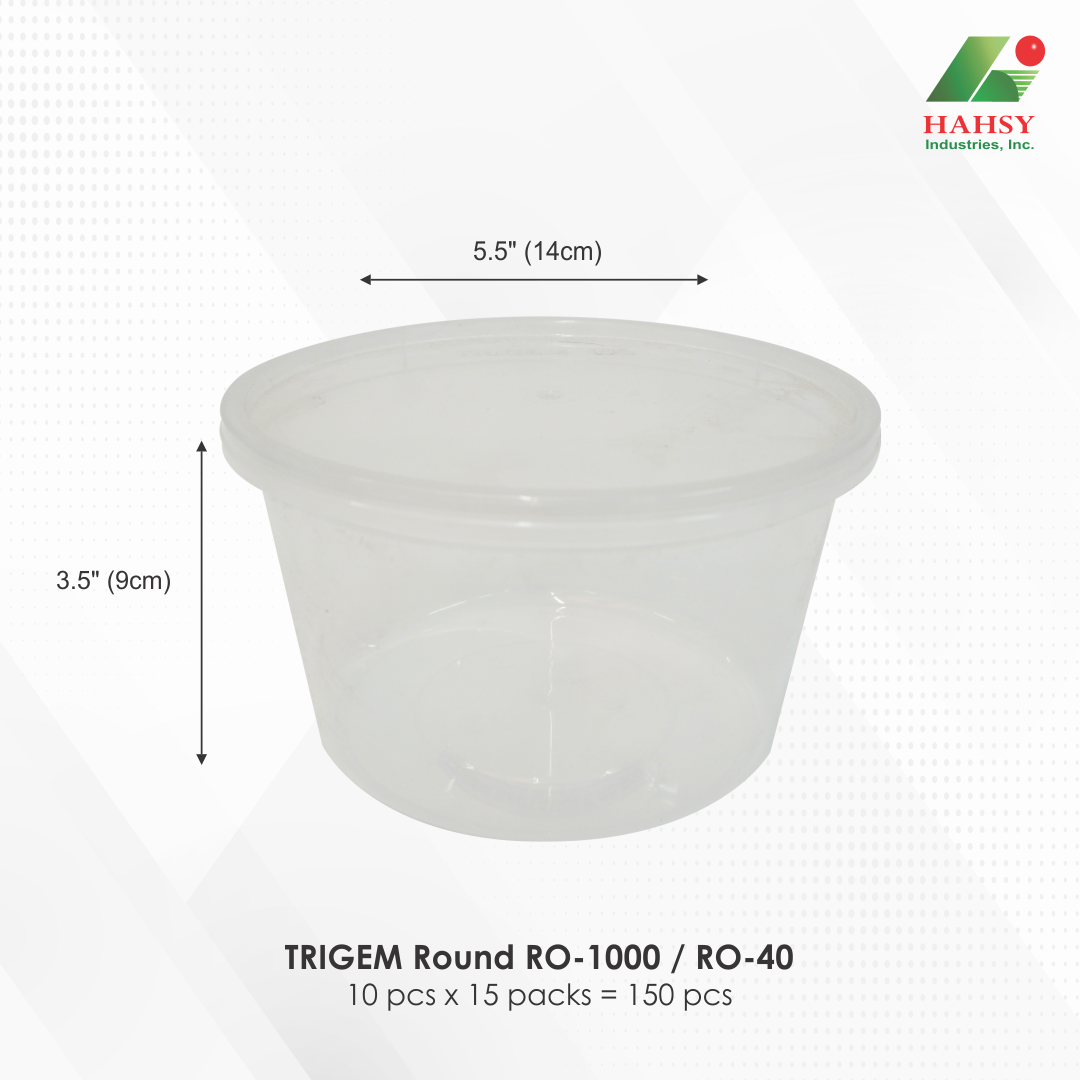 HAHSY
Industries, Inc.
5.5" (14cm)
3.5" (9cm)
TRIGEM Round RO-1000 / RO-40
10 pcs x 15 packs = 150 pcs